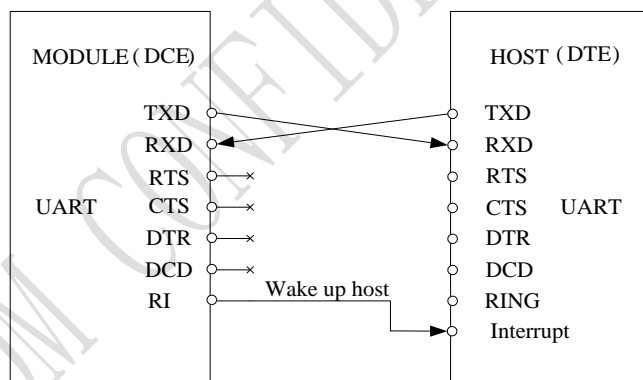 MODULE(DCE)
HOST (DTE)
TXD
TXD
RXD
RXD
RTS
RTS
UART
CTS
CTS
UART
DTR
DTR
DCD
DCD
RI
Wake up host
RING
Interrupt